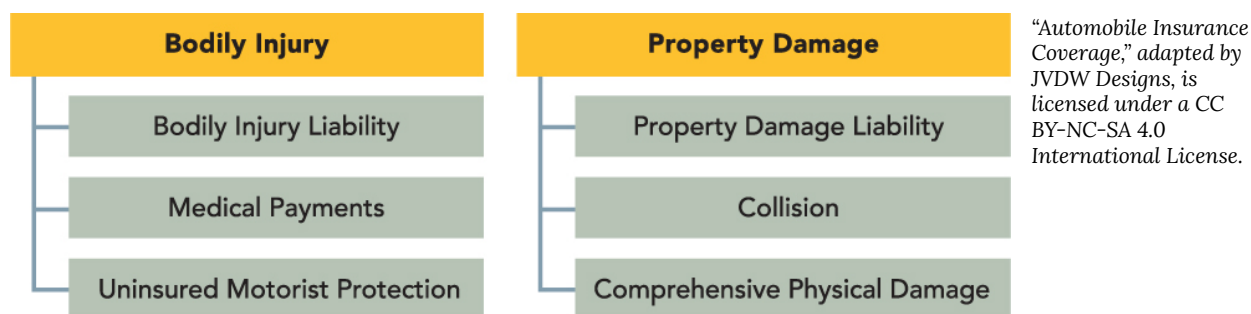 Bodily Injury
Bodily Injury Liability
Medical Payments
Uninsured Motorist Protection
Property Damage
Property Damage Liability
Collision
Comprehensive Physical Damage
“Automobile Insurance
Coverage,” adapted by
JVDW Designs, is
licensed under a CC
BY-NC-SA 4.0
International License.